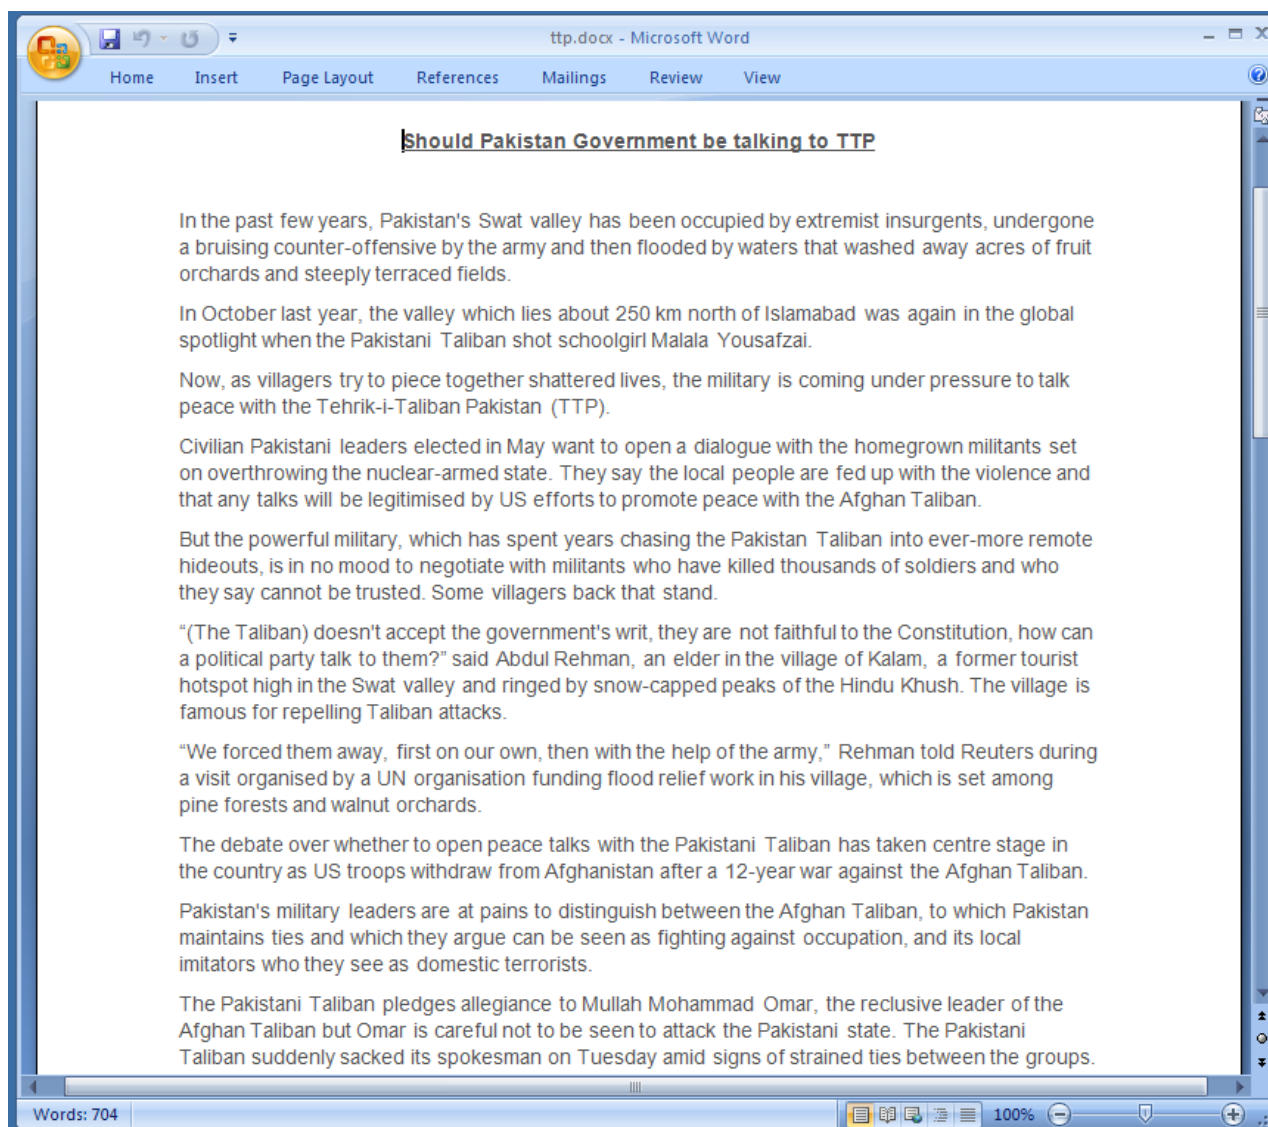 ttp.docx - Microsoft Word
Home Insert Page Layout References Mailings Review View
Should Pakistan Government be talking to TTP
In the past few years, Pakistan's Swat valley has been occupied by extremist insurgents, undergone
a bruising counter-offensive by the army and then flooded by waters that washed away acres of fruit
orchards and steeply terraced fields.
In October last year, the valley which lies about 250 km north of Islamabad was again in the global
spotlight when the Pakistani Taliban shot schoolgirl Malala Yousafzai.
Now, as villagers try to piece together shattered lives, the military is coming under pressure to talk
peace with the Tehrik-i-Taliban Pakistan (TTP).
Civilian Pakistani leaders elected in May want to open a dialogue with the homegrown militants set
on overthrowing the nuclear-armed state. They say the local people are fed up with the violence and
that any talks will be legitimised by US efforts to promote peace with the Afghan Taliban.
But the powerful military, which has spent years chasing the Pakistan Taliban into ever-more remote
hideouts, is in no mood to negotiate with militants who have killed thousands of soldiers and who
they say cannot be trusted. Some villagers back that stand.
“(The Taliban) doesn't accept the government's writ, they are not faithful to the Constitution, how can
a political party talk to them?” said Abdul Rehman, an elder in the village of Kalam, a former tourist
hotspot high in the Swat valley and ringed by snow-capped peaks of the Hindu Khush. The village is
famous for repelling Taliban attacks.
“We forced them away, first on our own, then with the help of the army,” Rehman told Reuters during
a visit organised by a UN organisation funding flood relief work in his village, which is set among
pine forests and walnut orchards.
The debate over whether to open peace talks with the Pakistani Taliban has taken centre stage in
the country as US troops withdraw from Afghanistan after a 12-year war against the Afghan Taliban.
Pakistan's military leaders are at pains to distinguish between the Afghan Taliban, to which Pakistan
maintains ties and which they argue can be seen as fighting against occupation, and its local
imitators who they see as domestic terrorists.
The Pakistani Taliban pledges allegiance to Mullah Mohammad Omar, the reclusive leader of the
Afghan Taliban but Omar is careful not to be seen to attack the Pakistani state. The Pakistani
Taliban suddenly sacked its spokesman on Tuesday amid signs of strained ties between the groups.
Words: 704 100%